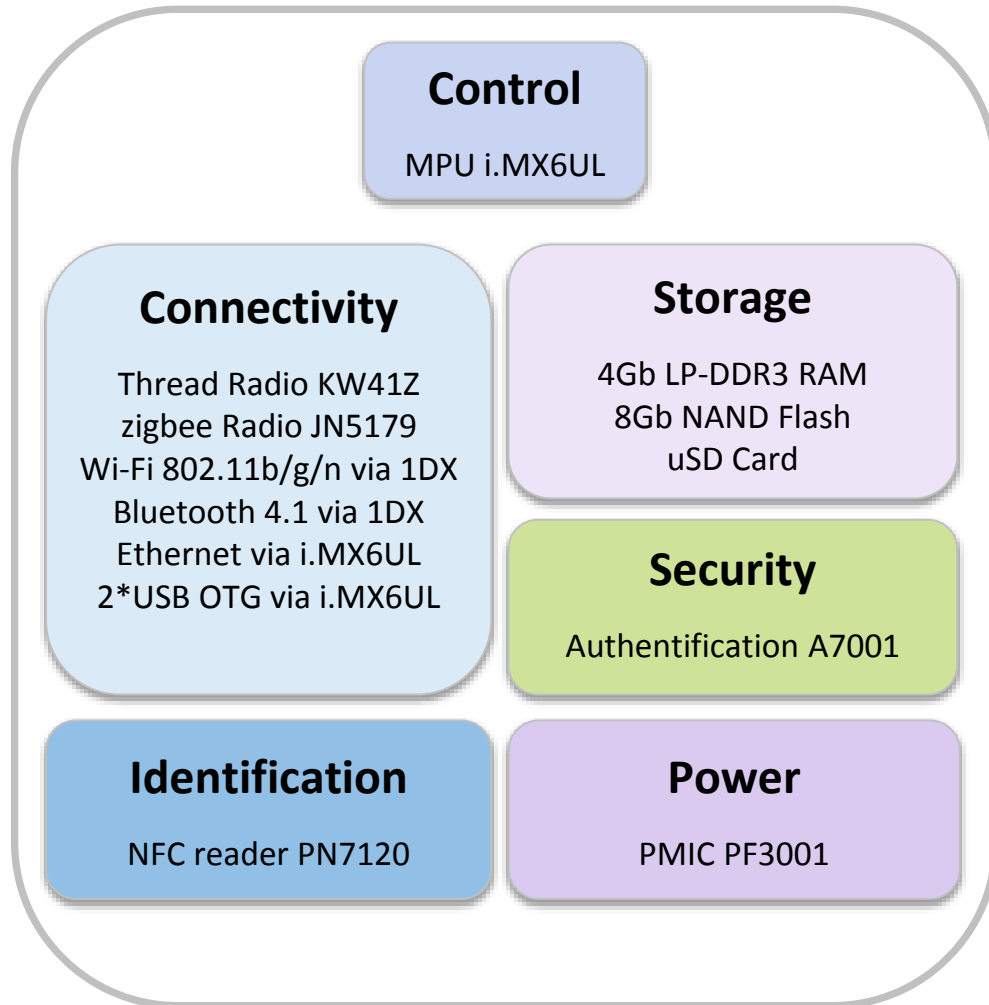 Control
MPU i.MX6UL
Connectivity
Thread Radio KW41Z
zigbee Radio JN5179
Wi-Fi 802.11b/g/n via 1DX
Bluetooth 4.1 via 1DX
Ethernet via i.MX6UL
2*USB OTG via i.MX6UL
Storage
4Gb LP-DDR3 RAM
8Gb NAND Flash
uSD Card
Security
Authentification A7001
Identification
NFC reader PN7120
Power
PMIC PF3001